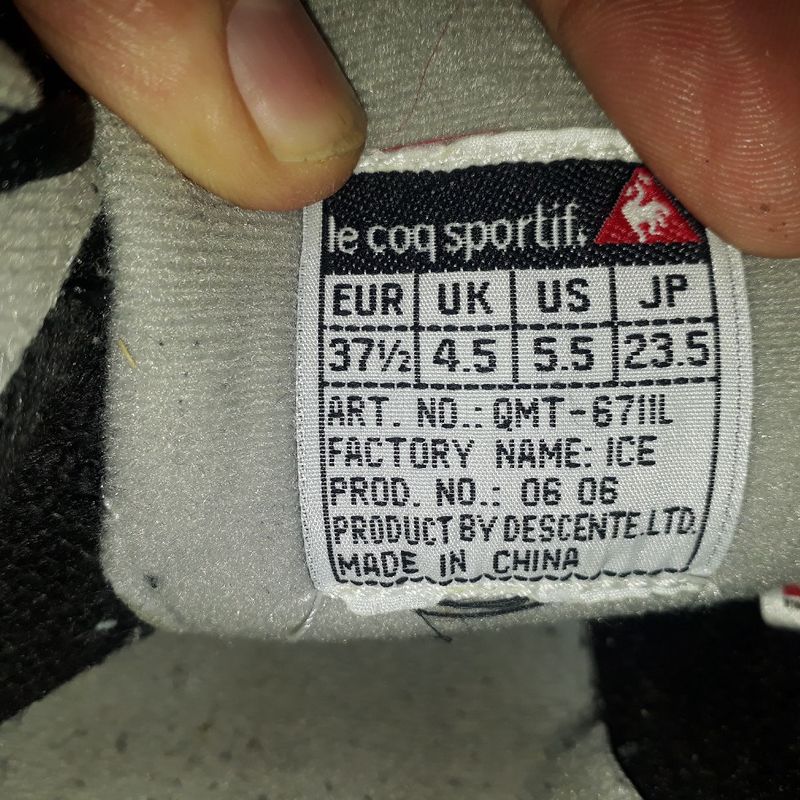 le coq sportif.
EUR UK US JP
37½ 4.5 5.5 23.5
ART. NO.: QMT-6711L
FACTORY NAME: ICE
PROD. NO.: 06 06
PRODUCT BY DESCENTE.LTD.
MADE IN CHINA